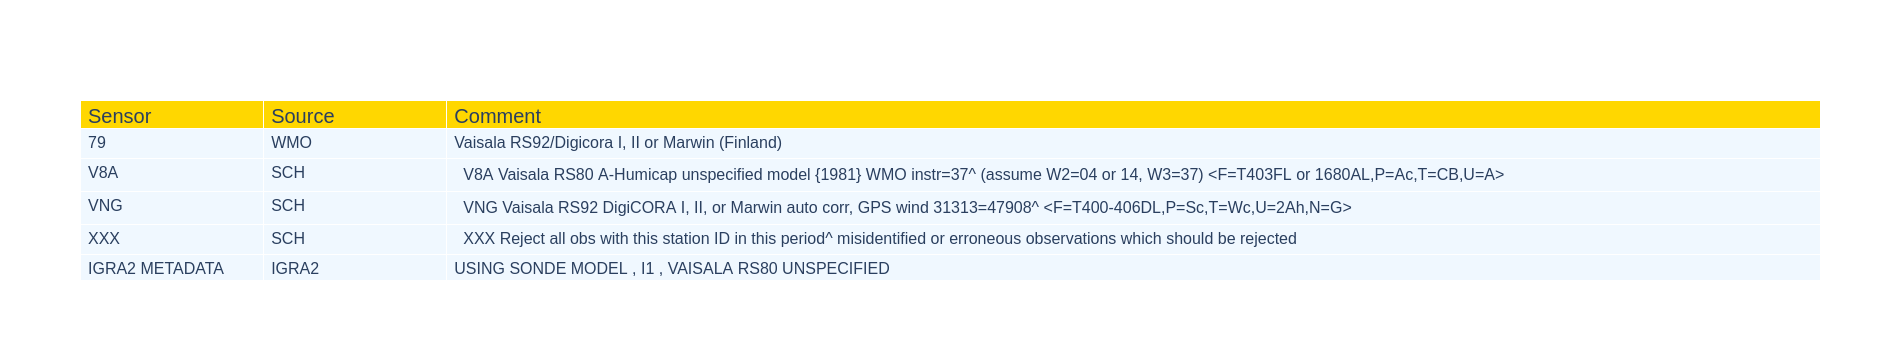 Sensor Source Comment
79 WMO Vaisala RS92/Digicora I, II or Marwin (Finland)
V8A SCH V8A Vaisala RS80 A-Humicap unspecified model {1981} WMO instr=37^ (assume W2=04 or 14, W3=37) <F=T403FL or 1680AL,P=Ac,T=CB,U=A>
VNG SCH VNG Vaisala RS92 DigiCORA I, II, or Marwin auto corr, GPS wind 31313=47908^ <F=T400-406DL,P=Sc,T=Wc,U=2Ah,N=G>
XXX SCH XXX Reject all obs with this station ID in this period^ misidentified or erroneous observations which should be rejected
IGRA2 METADATA IGRA2 USING SONDE MODEL , I1 , VAISALA RS80 UNSPECIFIED